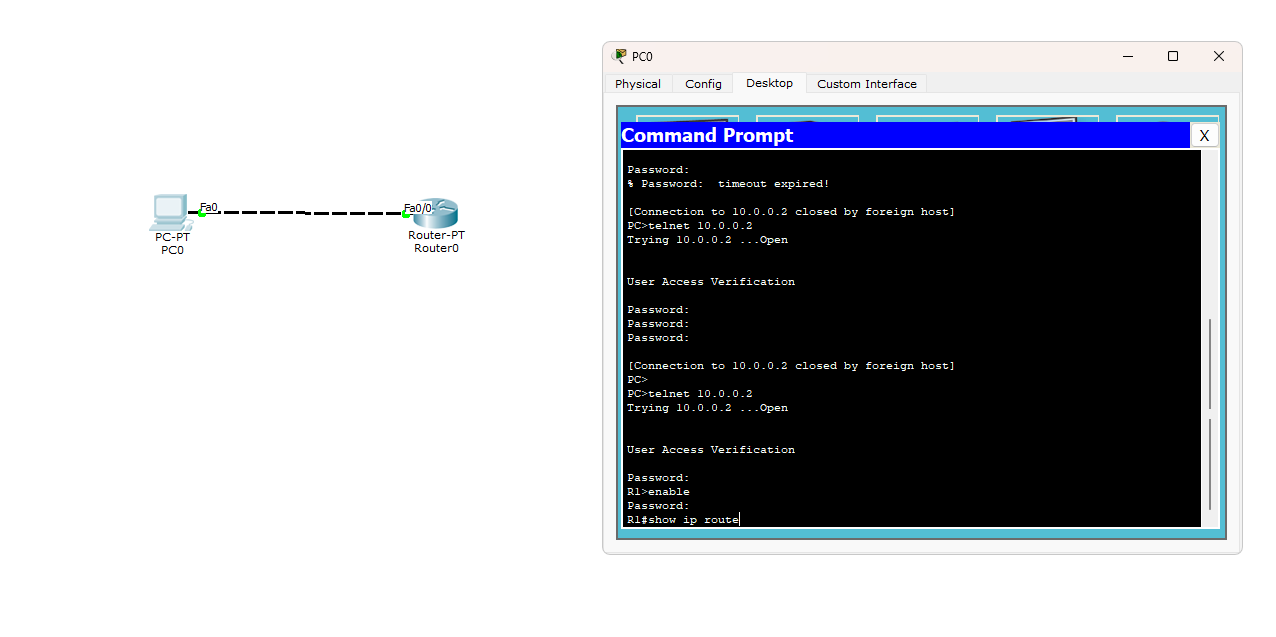 Fa0
Fa0/0
PC-PT
PC0
Router-PT
Router0
PC0
Physical
Config
Desktop
Custom Interface
Command Prompt
X
Password:
% Password:  timeout expired!
[Connection to 10.0.0.2 closed by foreign host]
PC>telnet 10.0.0.2
Trying 10.0.0.2 ...Open
User Access Verification
Password:
Password:
Password:
[Connection to 10.0.0.2 closed by foreign host]
PC>
PC>telnet 10.0.0.2
Trying 10.0.0.2 ...Open
User Access Verification
Password:
R1>enable
Password:
R1#show ip route